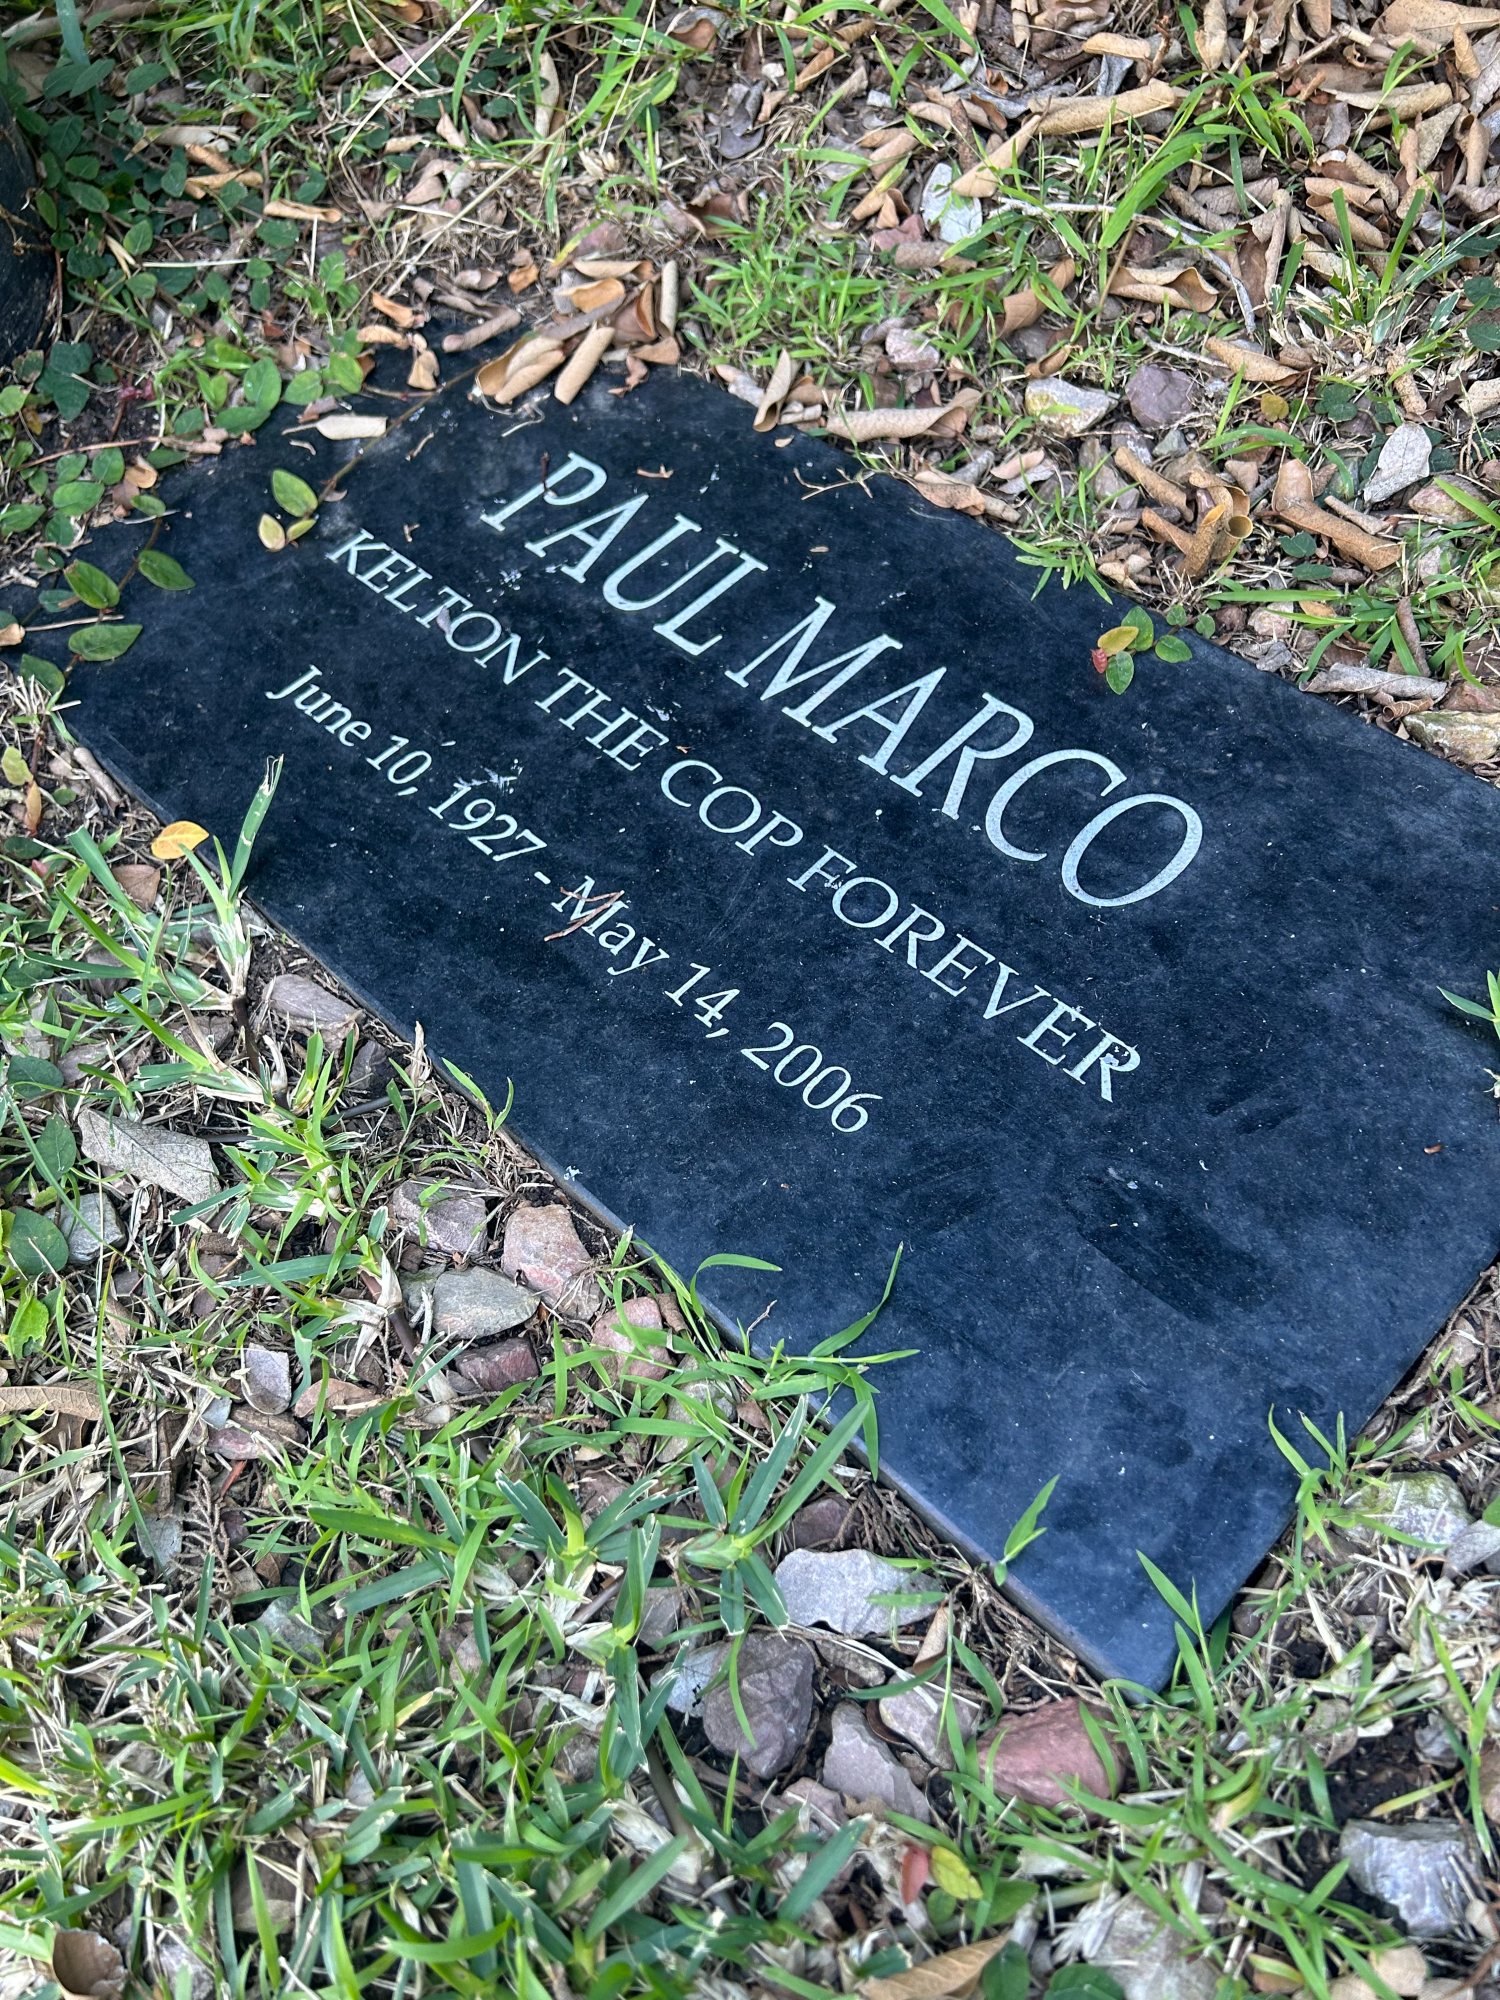 PAUL MARCO
KELTON THE COP FOREVER
June 10, 1927 - May 14, 2006